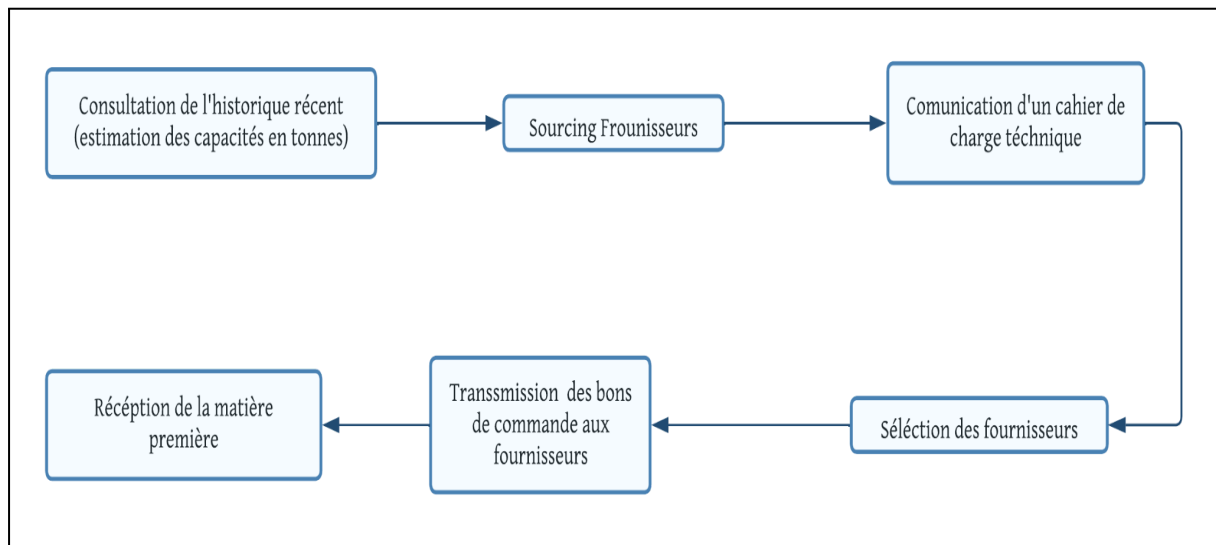 Consultation de l'historique récent
(estimation des capacités en tonnes)
Sourcing Frounisseurs
Comunication d'un cahier de
charge téchnique
Séléction des fournisseurs
Transsmission des bons
de commande aux
fournisseurs
Récéption de la matière
première